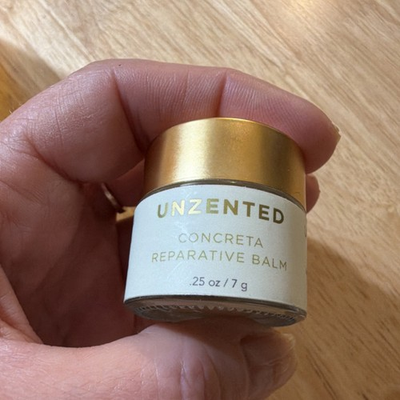 UNZENTED
CONCRETA
REPARATIVE BALM
.25 oz / 7 g